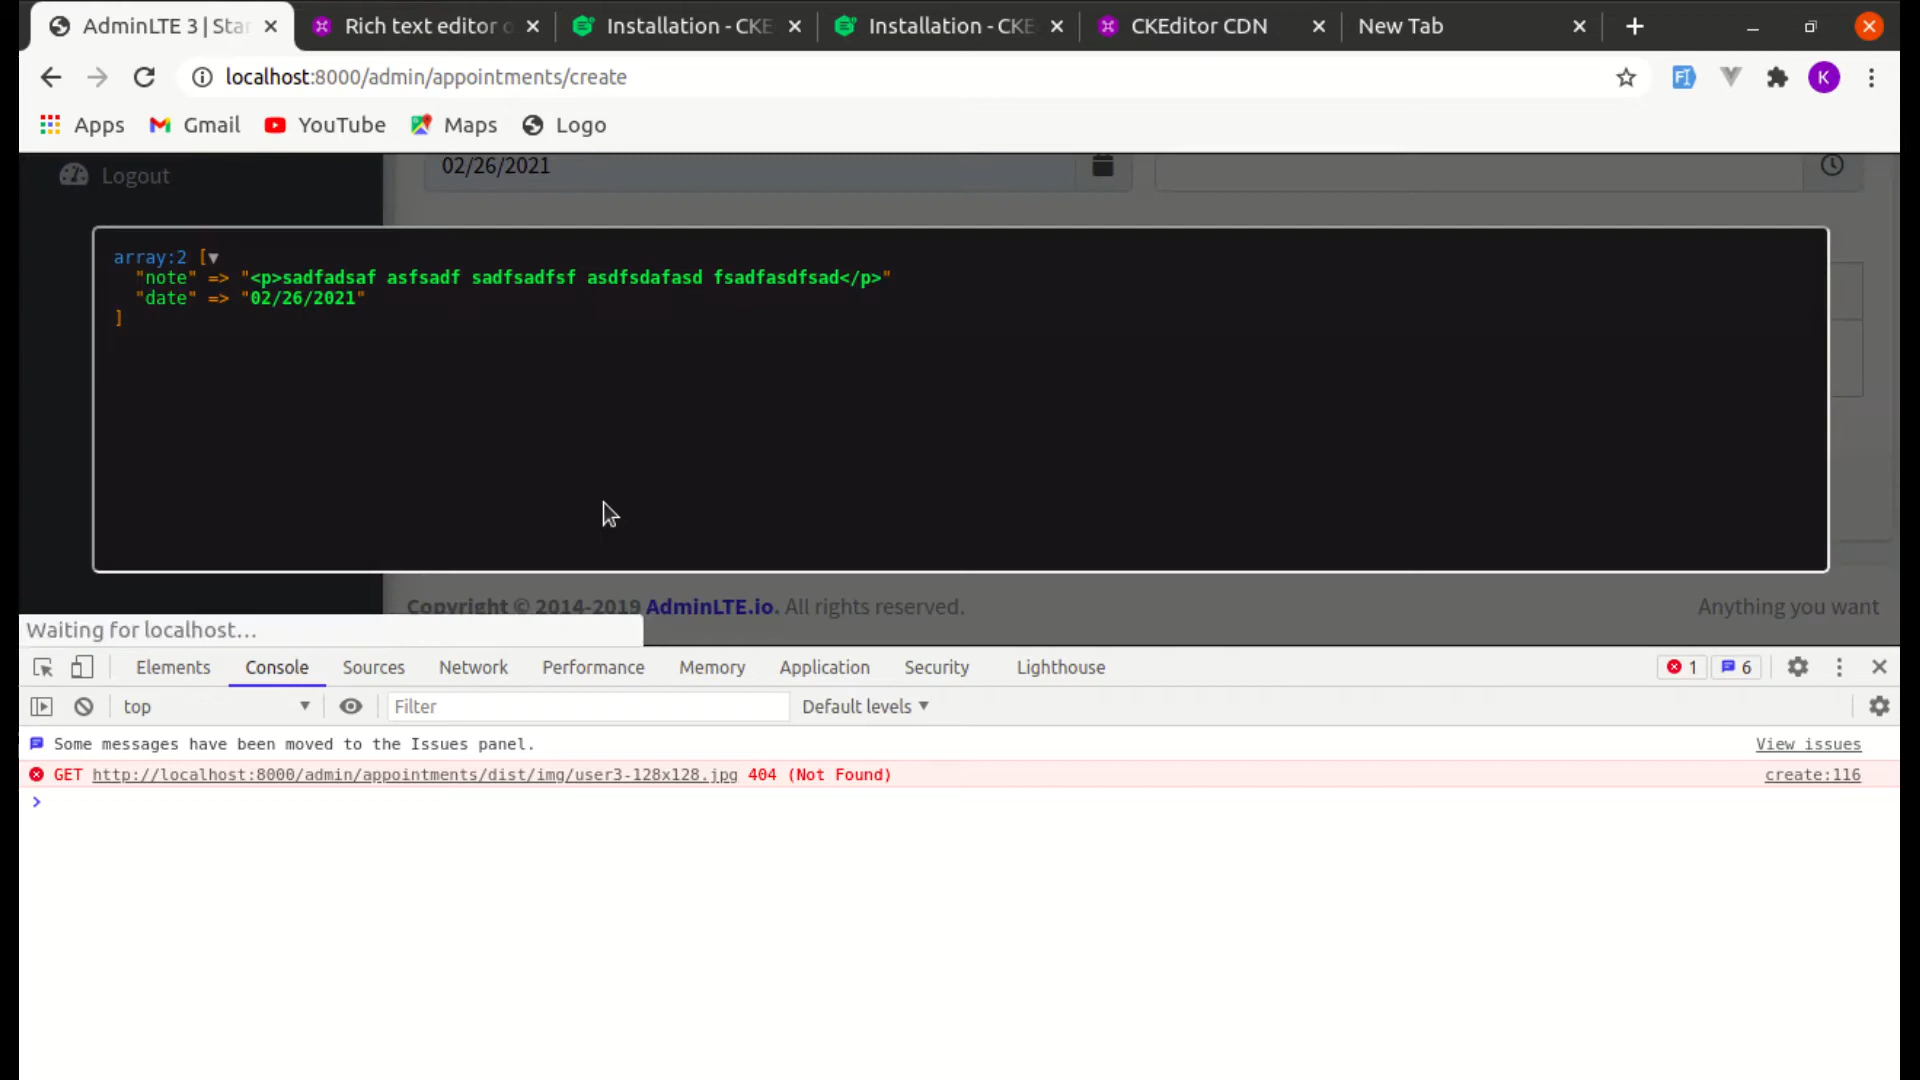 AdminLTE 3 | Star
Rich text editor o
Installation - CKE
Installation - CKE
CKEditor CDN
New Tab
localhost:8000/admin/appointments/create
K
Apps
Gmail
YouTube
Maps
Logo
Logout
02/26/2021
array:2 [▼
"note" => "<p>sadfadsaf asfsadf sadfsadfsf asdfsdafasd fsadfasdfsad</p>"
"date" => "02/26/2021"
]
Copyright © 2014-2019 AdminLTE.io. All rights reserved.
Anything you want
Waiting for localhost...
Elements
Console
Sources
Network
Performance
Memory
Application
Security
Lighthouse
1
6
top
Filter
Default levels
Some messages have been moved to the Issues panel.
View issues
GET http://localhost:8000/admin/appointments/dist/img/user3-128x128.jpg 404 (Not Found)
create:116